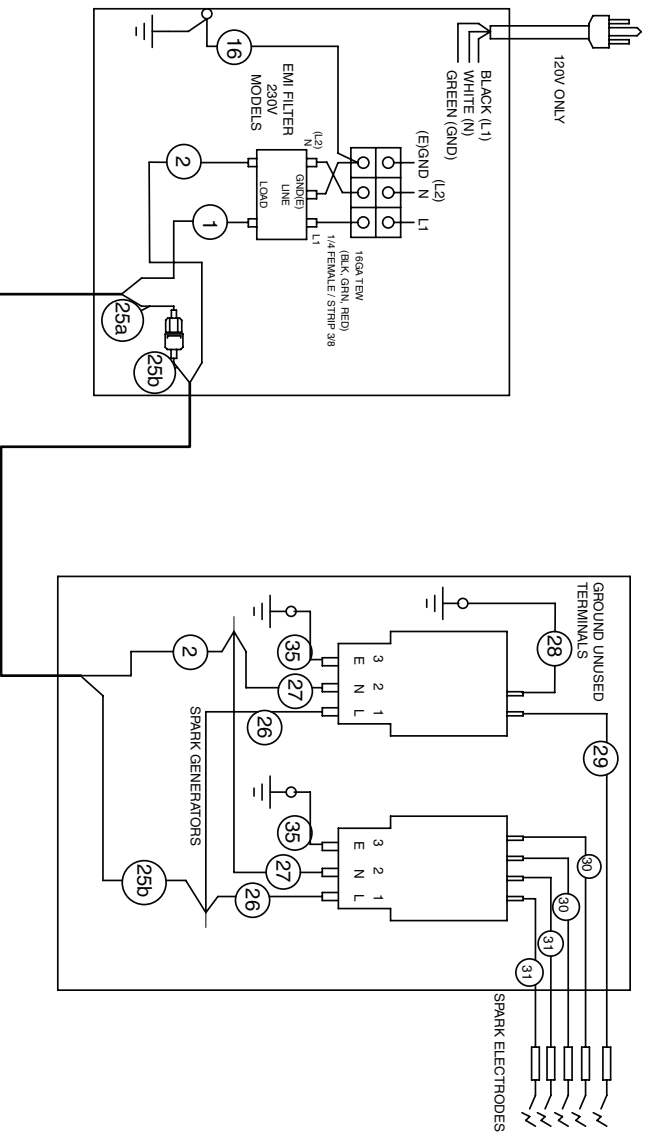 120V ONLY
BLACK (L1)
WHITE (N)
GREEN (GND)
16
EMI FILTER
230V
MODELS
(E)GND
N
(L2)
L1
(L2)
N
GND(E)
LINE
LOAD
L1
16GA TEW
(BLK, GRN, RED)
1/4 FEMALE / STRIP 3/8
2
1
25a
25b
GROUND UNUSED
TERMINALS
28
29
35
3
2
1
E
N
L
2
27
26
SPARK GENERATORS
35
3
2
1
E
N
L
27
26
25b
30
30
31
31
SPARK ELECTRODES